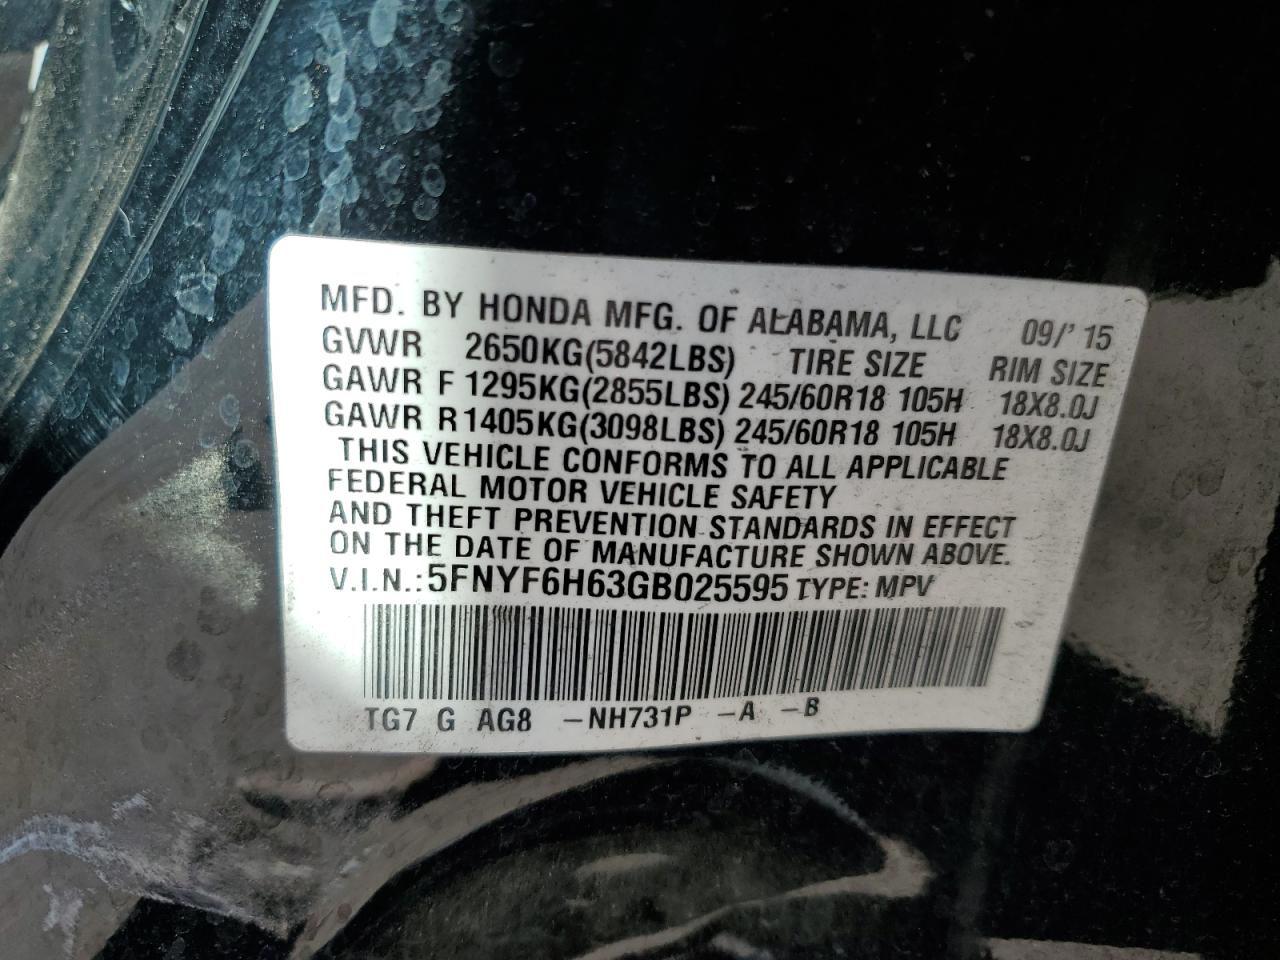 MFD. BY HONDA MFG. OF ALABAMA, LLC 09/' 15
GVWR 2650KG(5842LBS) TIRE SIZE RIM SIZE
GAWR F 1295KG(2855LBS) 245/60R18 105H 18X8.0J
GAWR R 1405KG(3098LBS) 245/60R18 105H 18X8.0J
THIS VEHICLE CONFORMS TO ALL APPLICABLE
FEDERAL MOTOR VEHICLE SAFETY
AND THEFT PREVENTION STANDARDS IN EFFECT
ON THE DATE OF MANUFACTURE SHOWN ABOVE.
V.I.N.: 5FNYF6H63GB025595 TYPE: MPV
TG7 G AG8 -NH731P -A -B